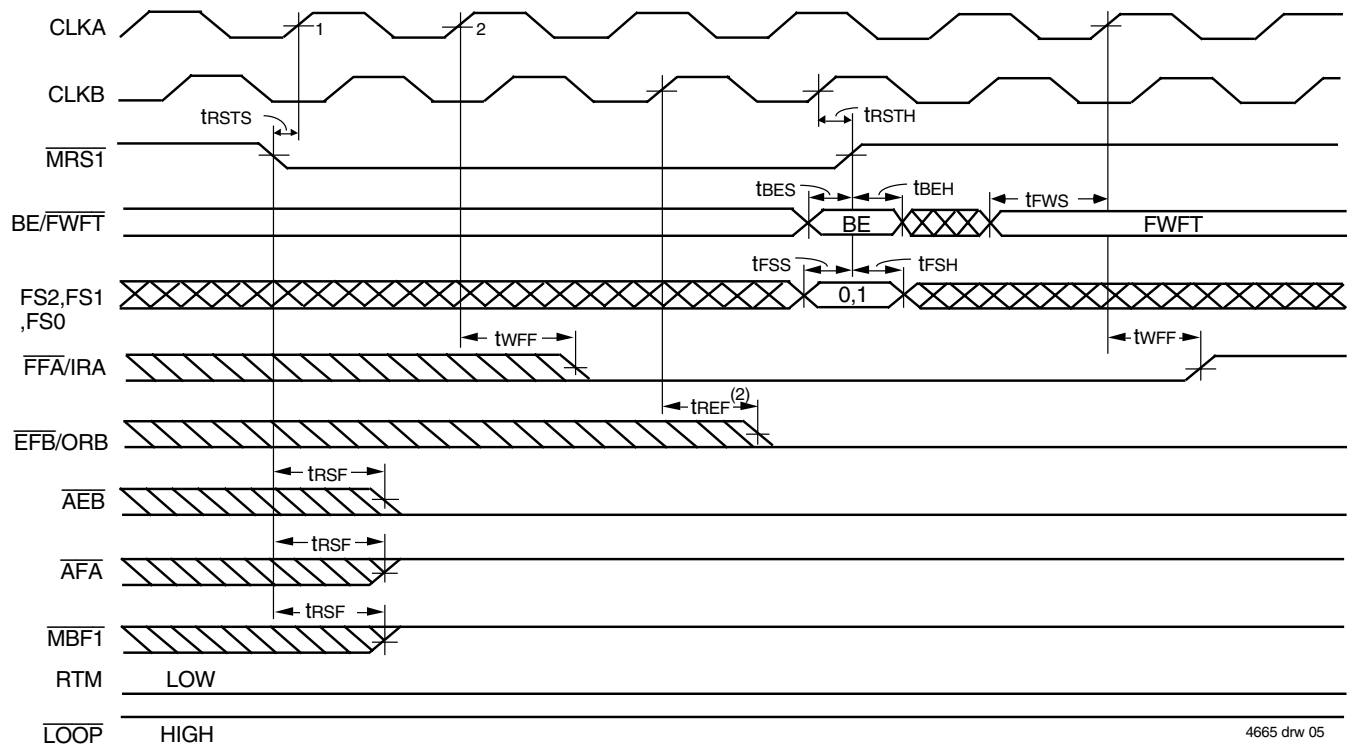 CLKA
1
2
CLKB
tRSTS
tRSTH
MRS1
tBES
tBEH
tFWS
BE/FWFT
BE
FWFT
tFSS
tFSH
FS2,FS1
,FS0
0,1
tWFF
tWFF
FFA/IRA
tREF(2)
EFB/ORB
tRSF
AEB
tRSF
AFA
tRSF
MBF1
RTM LOW
LOOP HIGH
4665 drw 05